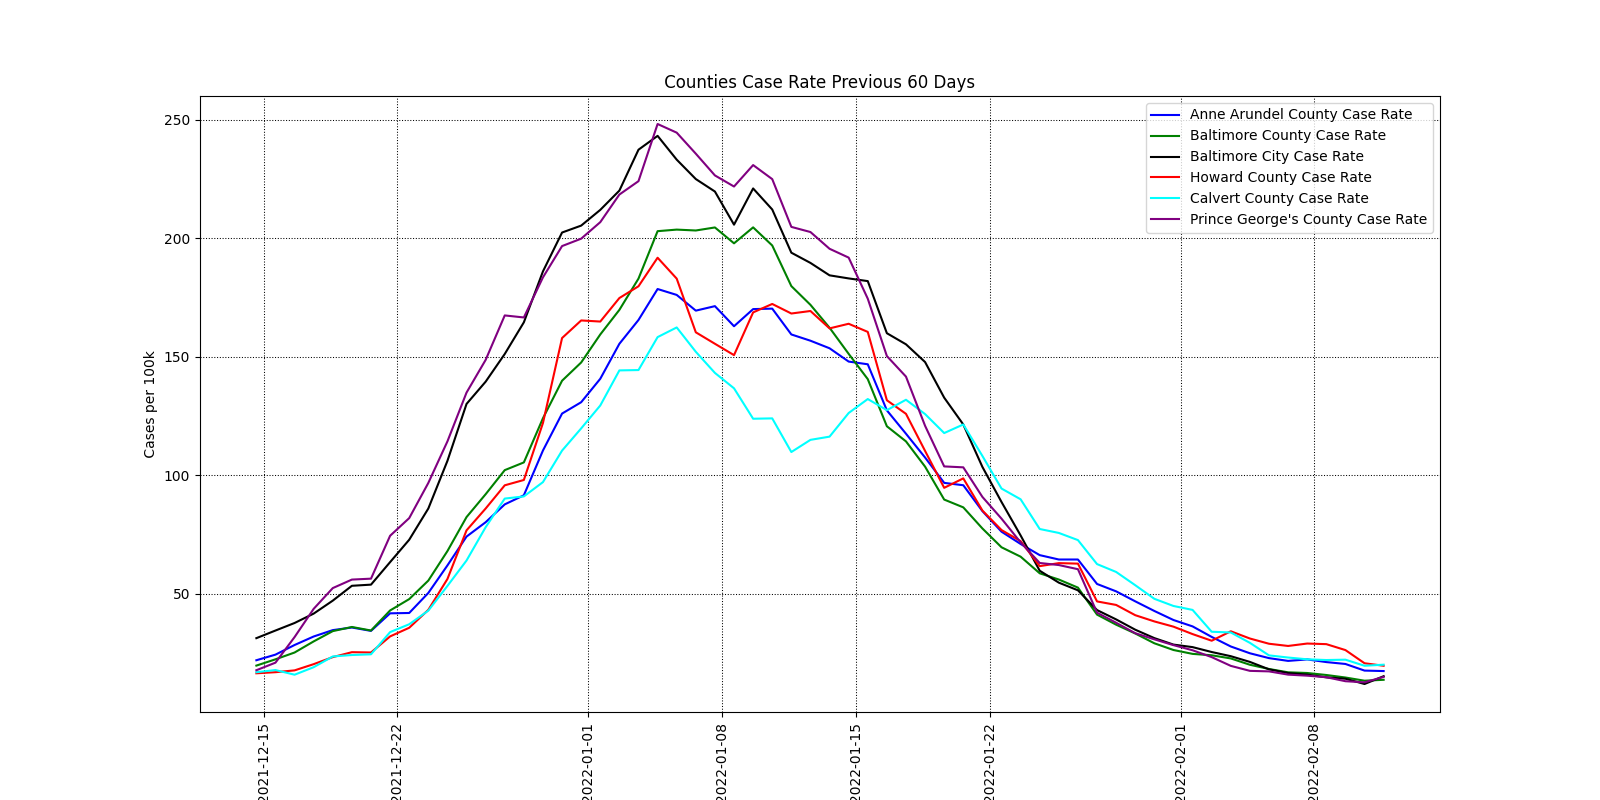 Counties Case Rate Previous 60 Days
250
200
150
100
50
Cases per 100k
Anne Arundel County Case Rate
Baltimore County Case Rate
Baltimore City Case Rate
Howard County Case Rate
Calvert County Case Rate
Prince George's County Case Rate
2021-12-15
2021-12-22
2022-01-01
2022-01-08
2022-01-15
2022-01-22
2022-02-01
2022-02-08